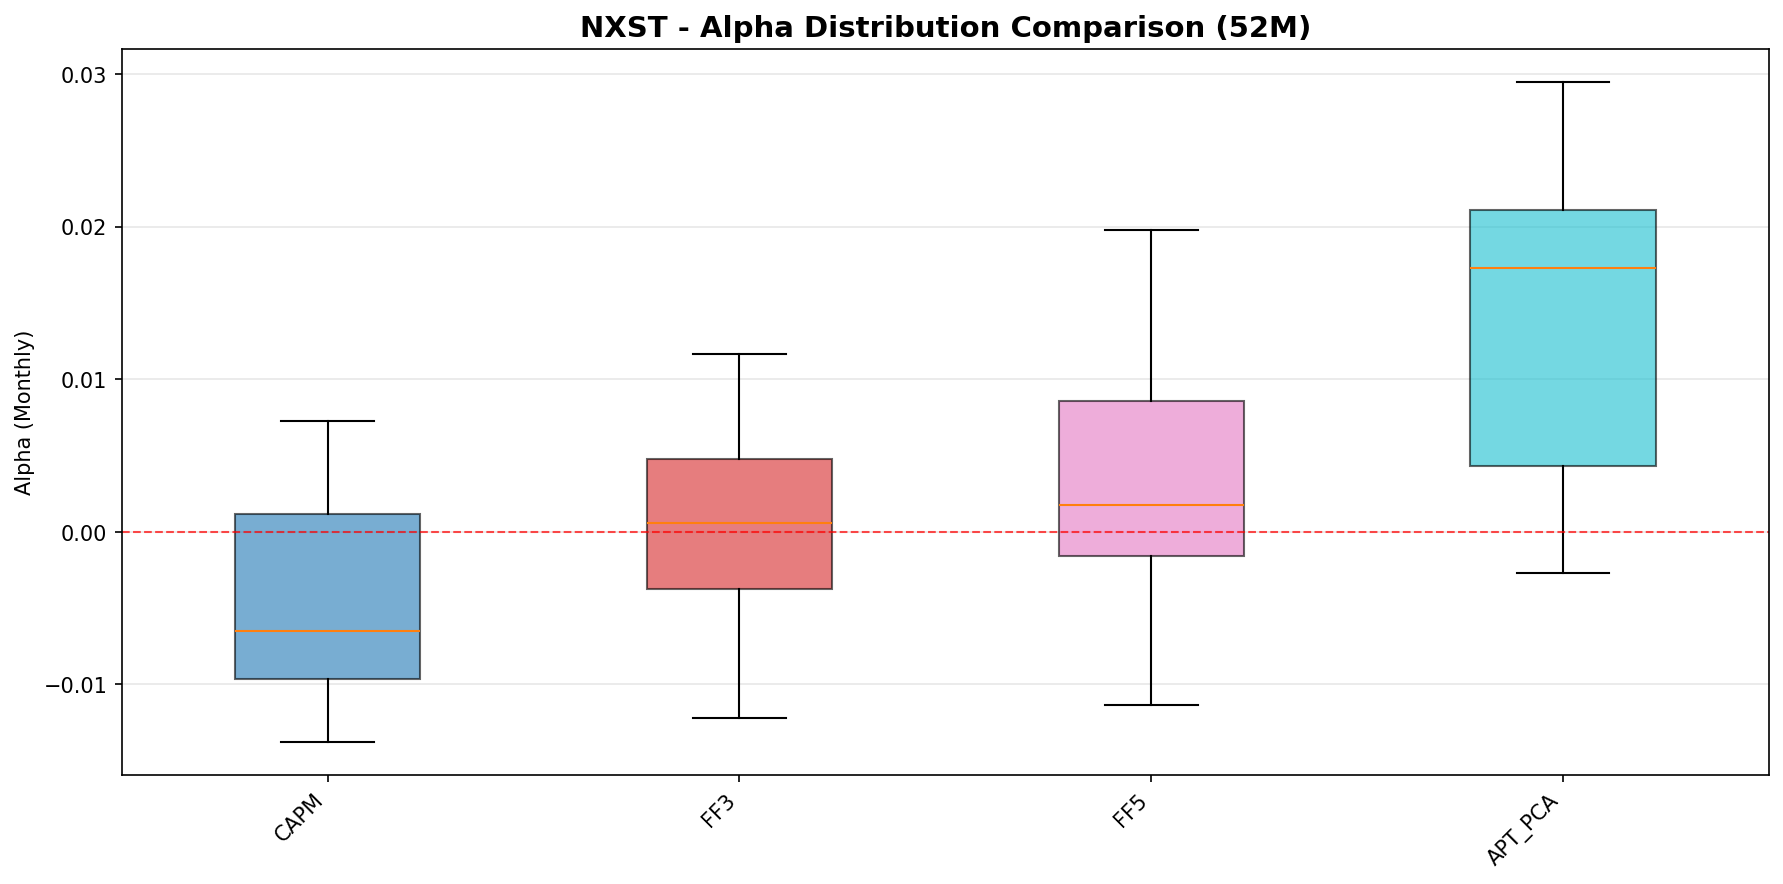 NXST - Alpha Distribution Comparison (52M)
Alpha (Monthly)
0.03
0.02
0.01
0.00
−0.01
CAPM
FF3
FF5
APT_PCA